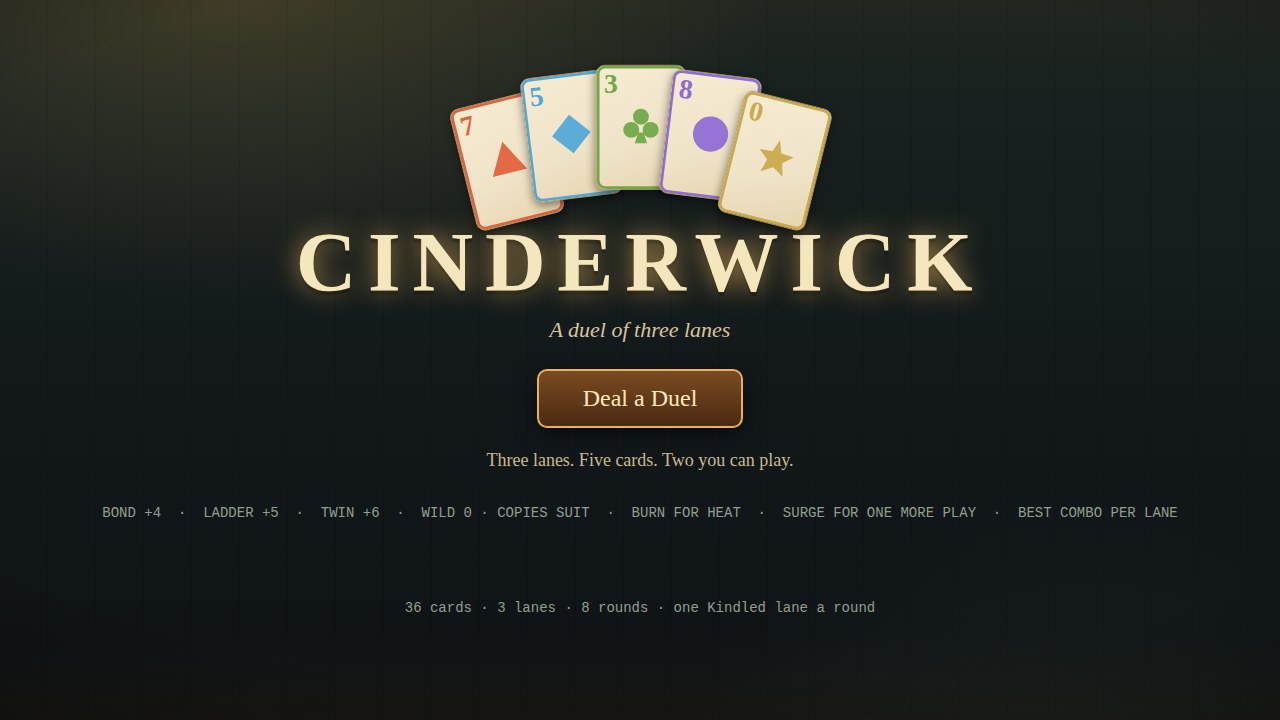 7 5 3 8 0
CINDERWICK
A duel of three lanes
Deal a Duel
Three lanes. Five cards. Two you can play.
BOND +4 · LADDER +5 · TWIN +6 · WILD 0 · COPIES SUIT · BURN FOR HEAT · SURGE FOR ONE MORE PLAY · BEST COMBO PER LANE
36 cards · 3 lanes · 8 rounds · one Kindled lane a round